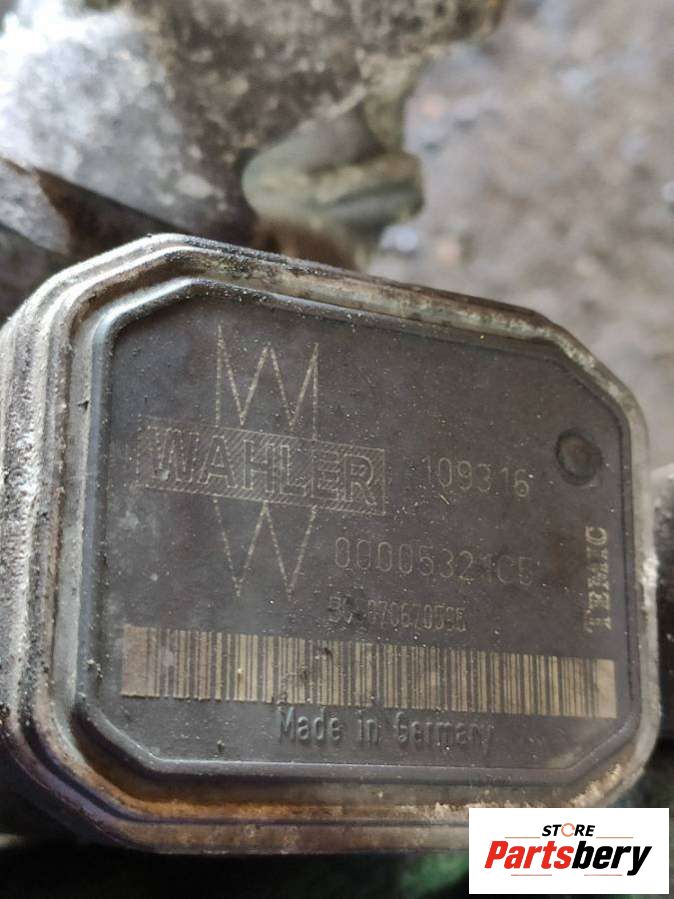 WAHLER
109316
TEMIC
Made in Germany
STORE
Partsbery